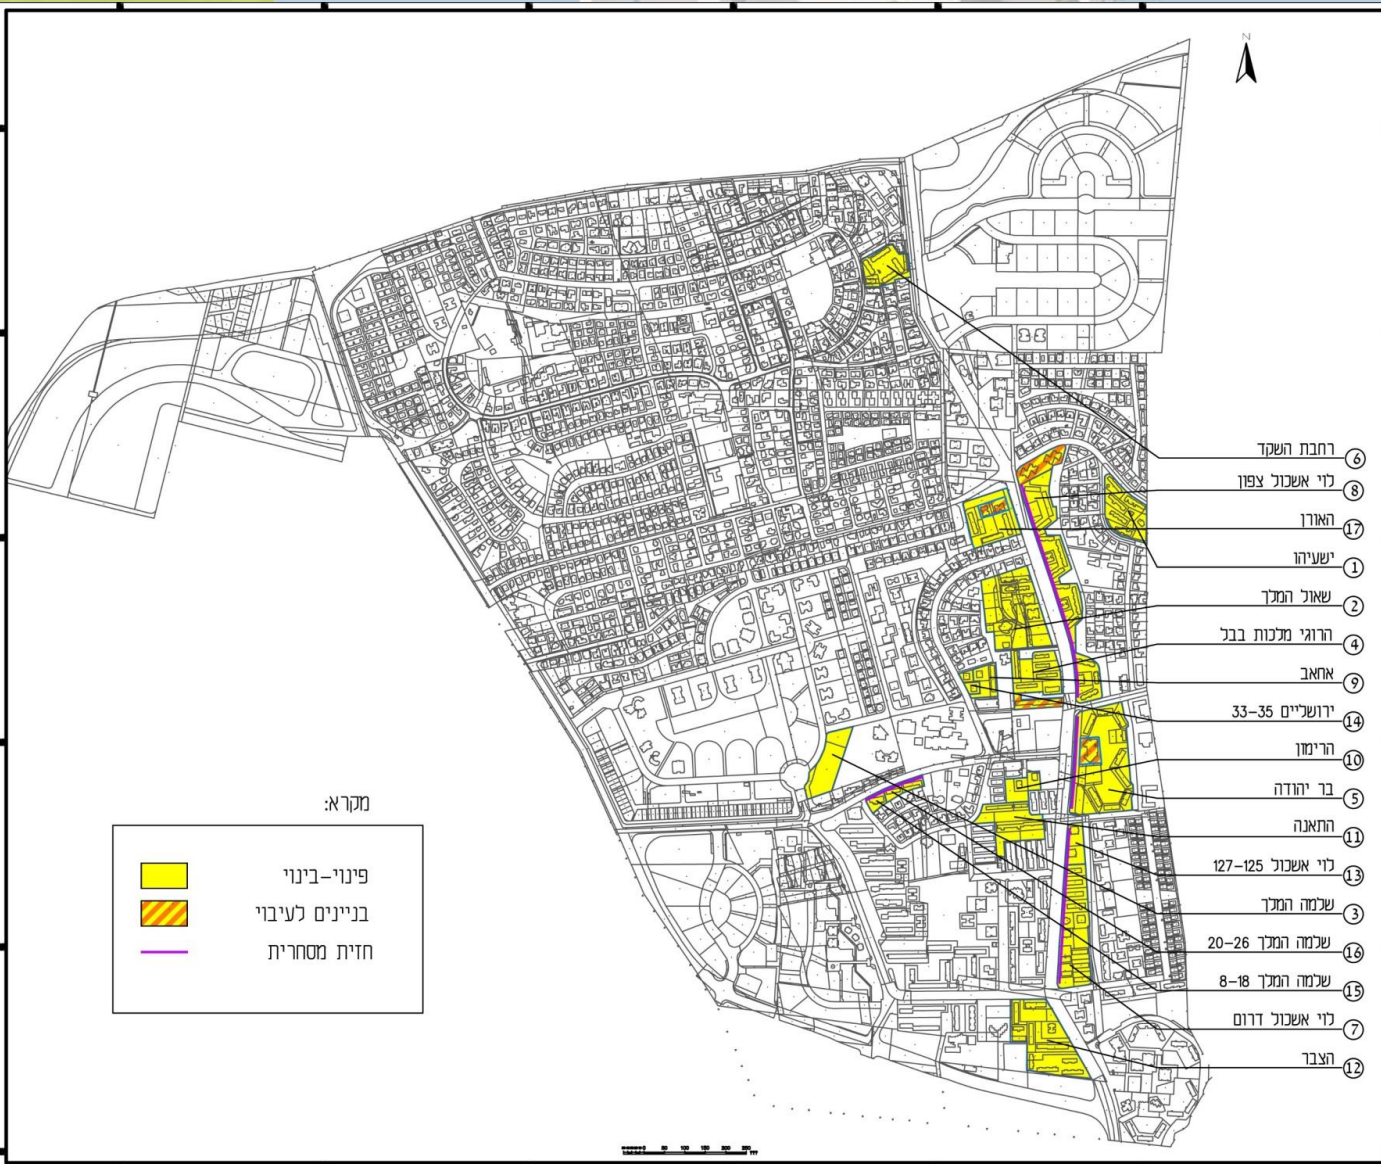 N
רחבת השקד 6
לוי אשכול צפון 8
האורן 17
ישעיהו 1
שאול המלך 2
הרוגי מלכות בבל 4
אחאב 9
ירושליים 33-35 14
הרימון 10
בר יהודה 5
התאנה 11
לוי אשכול 127-125 13
שלמה המלך 3
שלמה המלך 20-26 16
שלמה המלך 8-18 15
לוי אשכול דרום 7
הצבר 12
מקרא:
פינוי-בינוי
בניינים לעיבוי
חזית מסחרית